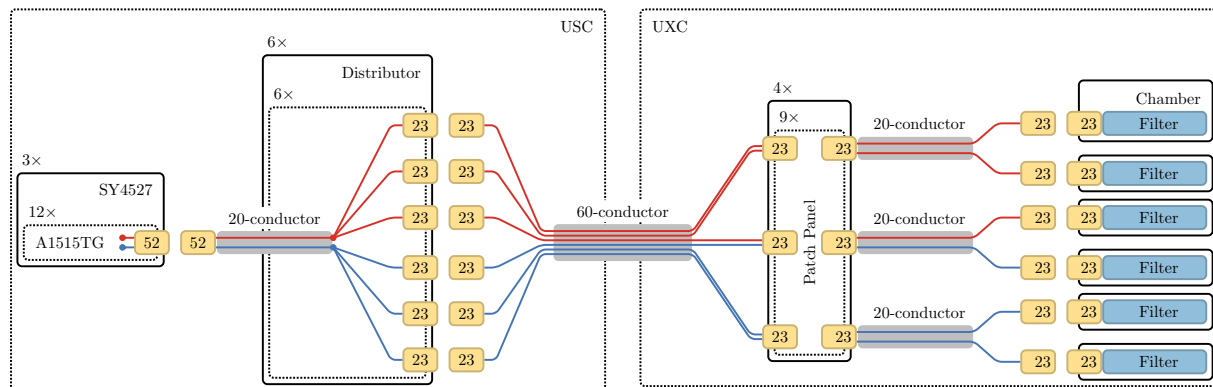 USC
UXC
6×
Distributor
6×
3×
SY4527
12×
A1515TG
52
52
20-conductor
23
23
23
23
23
23
23
23
23
23
23
23
60-conductor
4×
9×
Patch Panel
23
23
23
23
23
23
20-conductor
20-conductor
20-conductor
Chamber
23
23
Filter
23
23
Filter
23
23
Filter
23
23
Filter
23
23
Filter
23
23
Filter